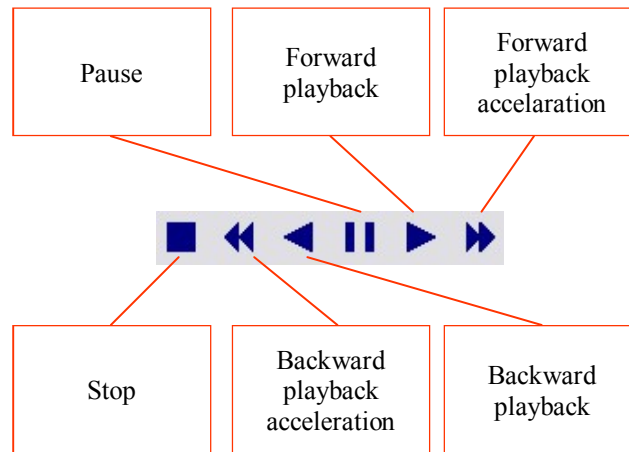 Pause
Forward
playback
Forward
playback
accelaration
Stop
Backward
playback
acceleration
Backward
playback